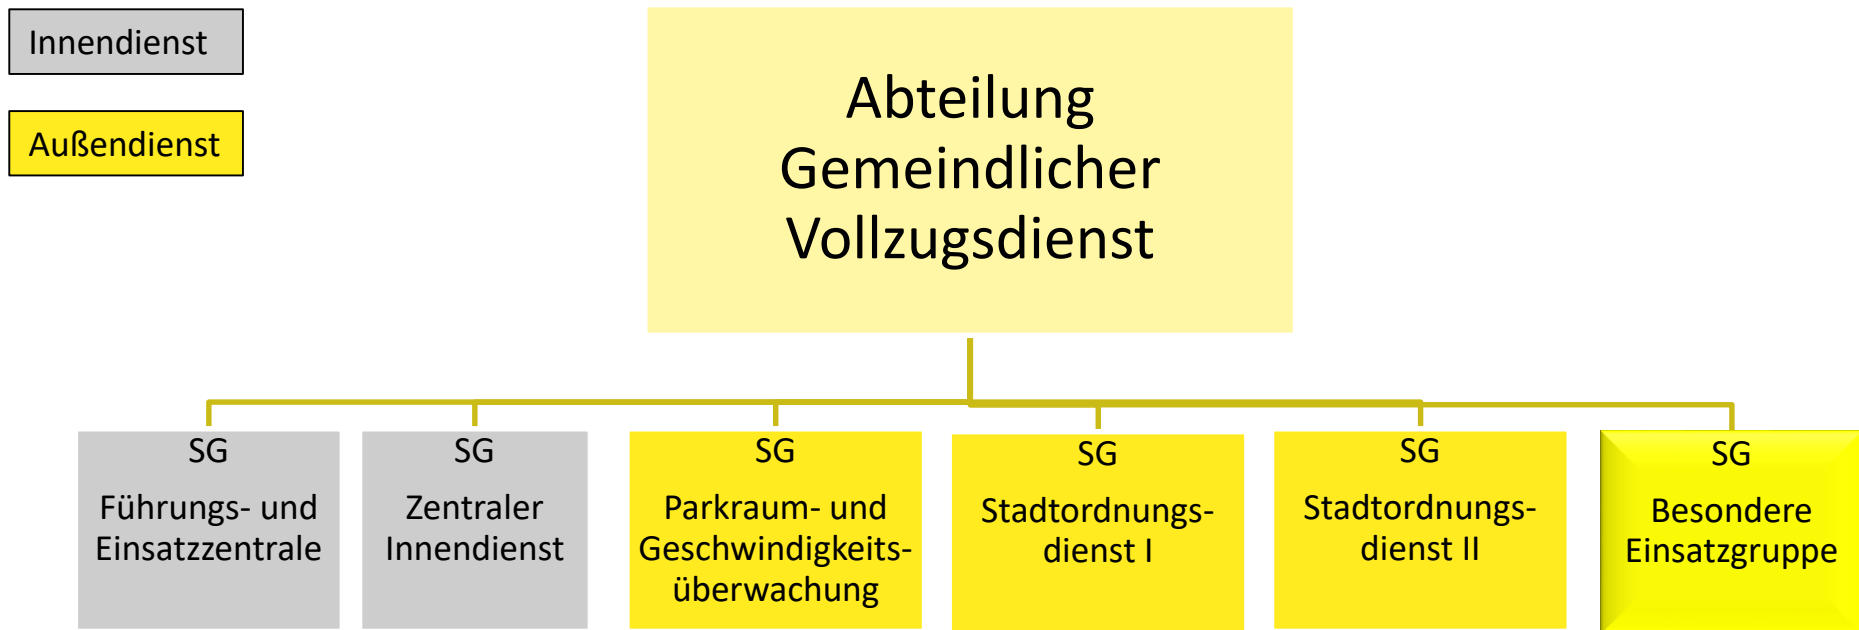 Innendienst
Außendienst
Abteilung
Gemeindlicher
Vollzugsdienst
SG
Führungs- und
Einsatzzentrale
SG
Zentraler
Innendienst
SG
Parkraum- und
Geschwindigkeits-
überwachung
SG
Stadtordnungs-
dienst I
SG
Stadtordnungs-
dienst II
SG
Besondere
Einsatzgruppe